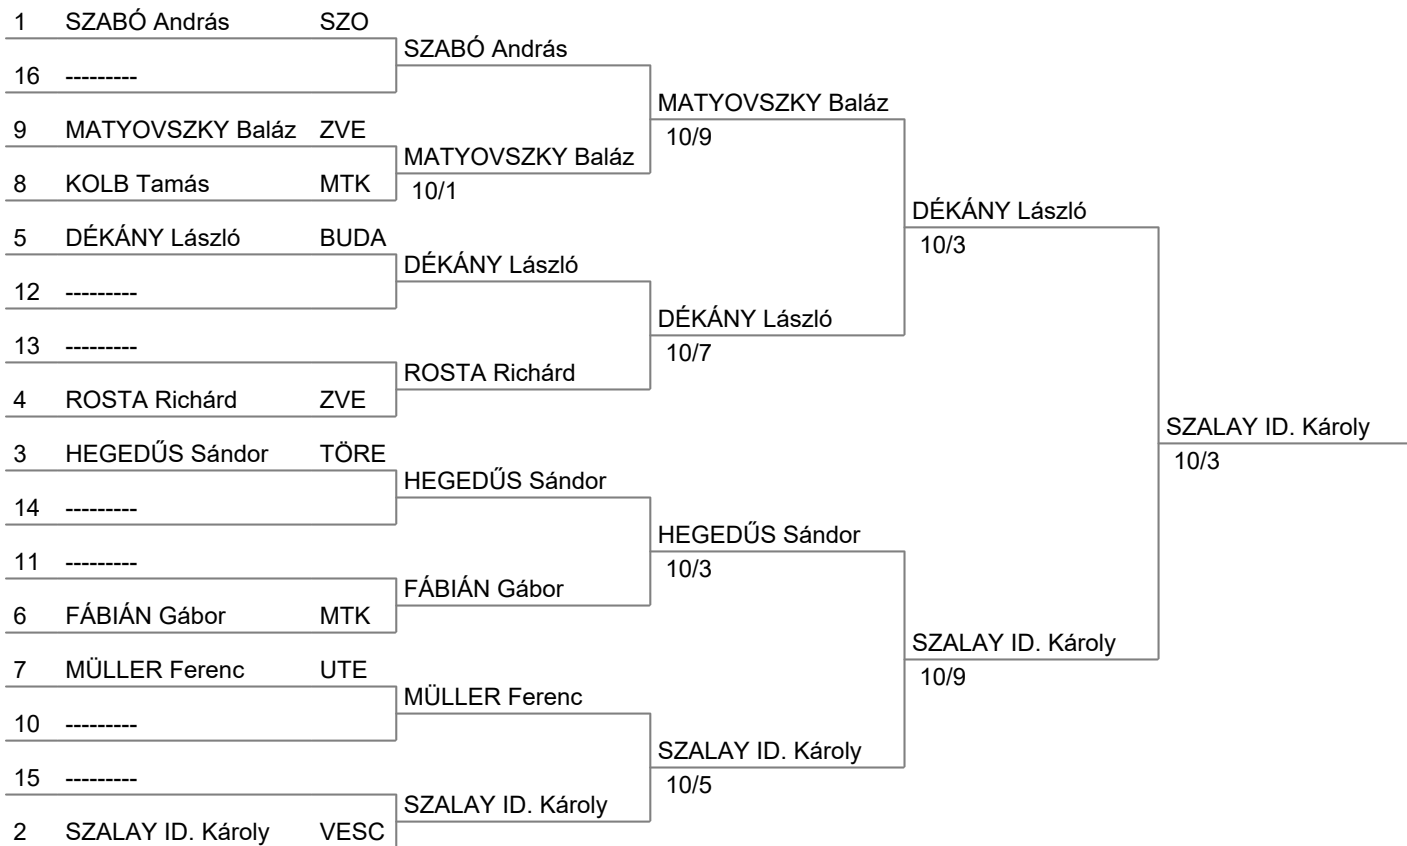 1 SZABÓ András SZO
16 ---------
9 MATYOVSZKY Baláz ZVE
8 KOLB Tamás MTK
5 DÉKÁNY László BUDA
12 ---------
13 ---------
4 ROSTA Richárd ZVE
3 HEGEDŰS Sándor TÖRE
14 ---------
11 ---------
6 FÁBIÁN Gábor MTK
7 MÜLLER Ferenc UTE
10 ---------
15 ---------
2 SZALAY ID. Károly VESC
SZABÓ András
MATYOVSZKY Baláz
10/1
DÉKÁNY László
ROSTA Richárd
HEGEDŰS Sándor
FÁBIÁN Gábor
MÜLLER Ferenc
SZALAY ID. Károly
MATYOVSZKY Baláz
10/9
DÉKÁNY László
10/7
HEGEDŰS Sándor
10/3
SZALAY ID. Károly
10/5
DÉKÁNY László
10/3
SZALAY ID. Károly
10/9
SZALAY ID. Károly
10/3